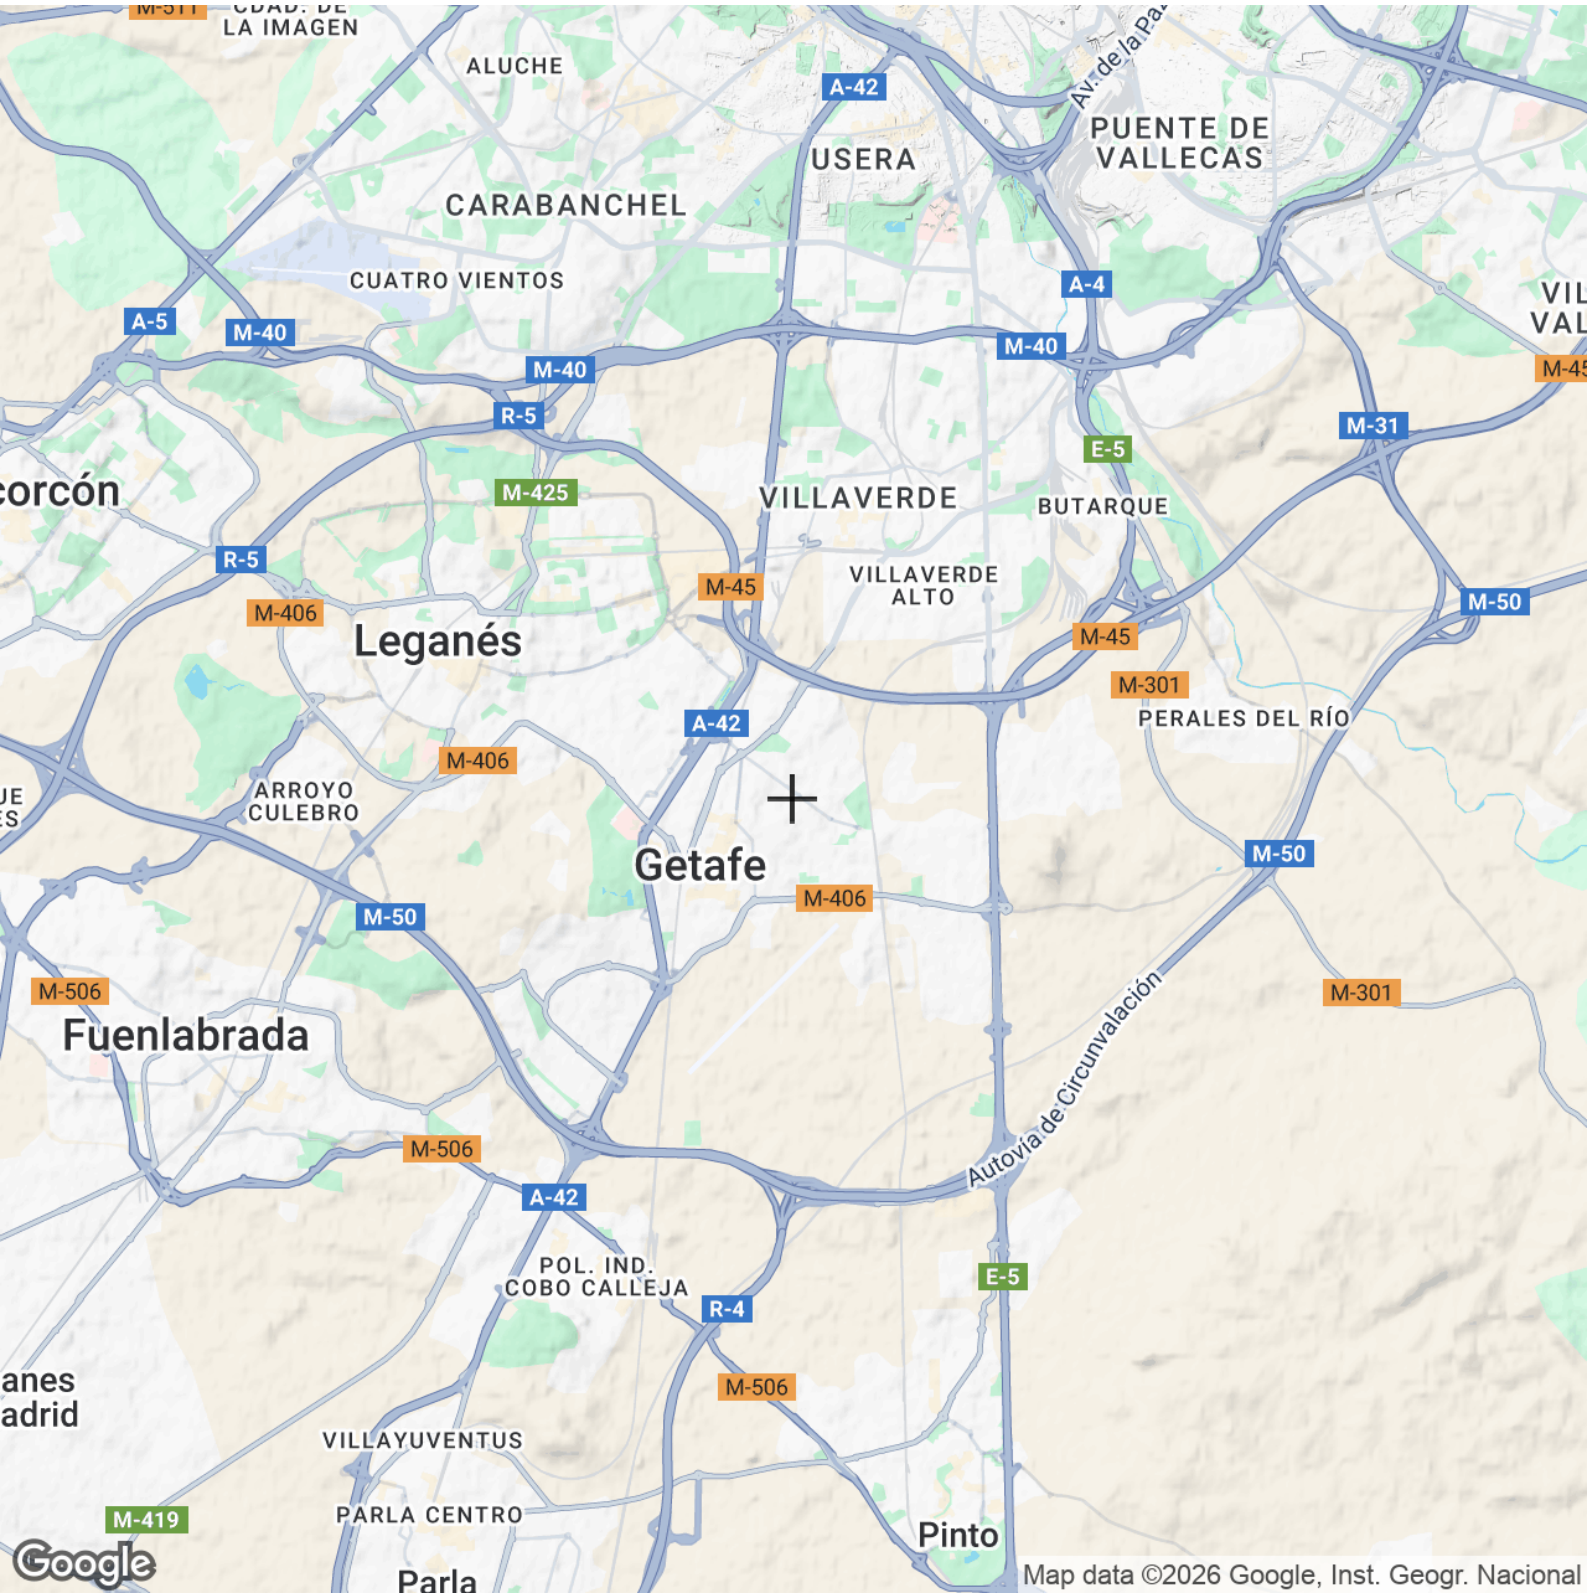 M-511
CDAD. DE
LA IMAGEN
ALUCHE
A-42
Av. de la Paz
PUENTE DE
VALLECAS
USERA
CARABANCHEL
CUATRO VIENTOS
A-4
VIL
VAL
A-5
M-40
M-40
M-40
M-45
R-5
M-31
E-5
corcón
M-425
VILLAVERDE
BUTARQUE
R-5
VILLAVERDE
ALTO
M-45
M-50
M-406
Leganés
M-45
M-301
PERALES DEL RÍO
A-42
M-406
ARROYO
CULEBRO
UE
ES
Getafe
M-50
M-406
M-50
M-506
M-301
Fuenlabrada
Autovía de Circunvalación
M-506
A-42
POL. IND.
COBO CALLEJA
E-5
R-4
anes
adrid
M-506
VILLAYUVENTUS
PARLA CENTRO
M-419
Pinto
Parla
Google
Map data ©2026 Google, Inst. Geogr. Nacional